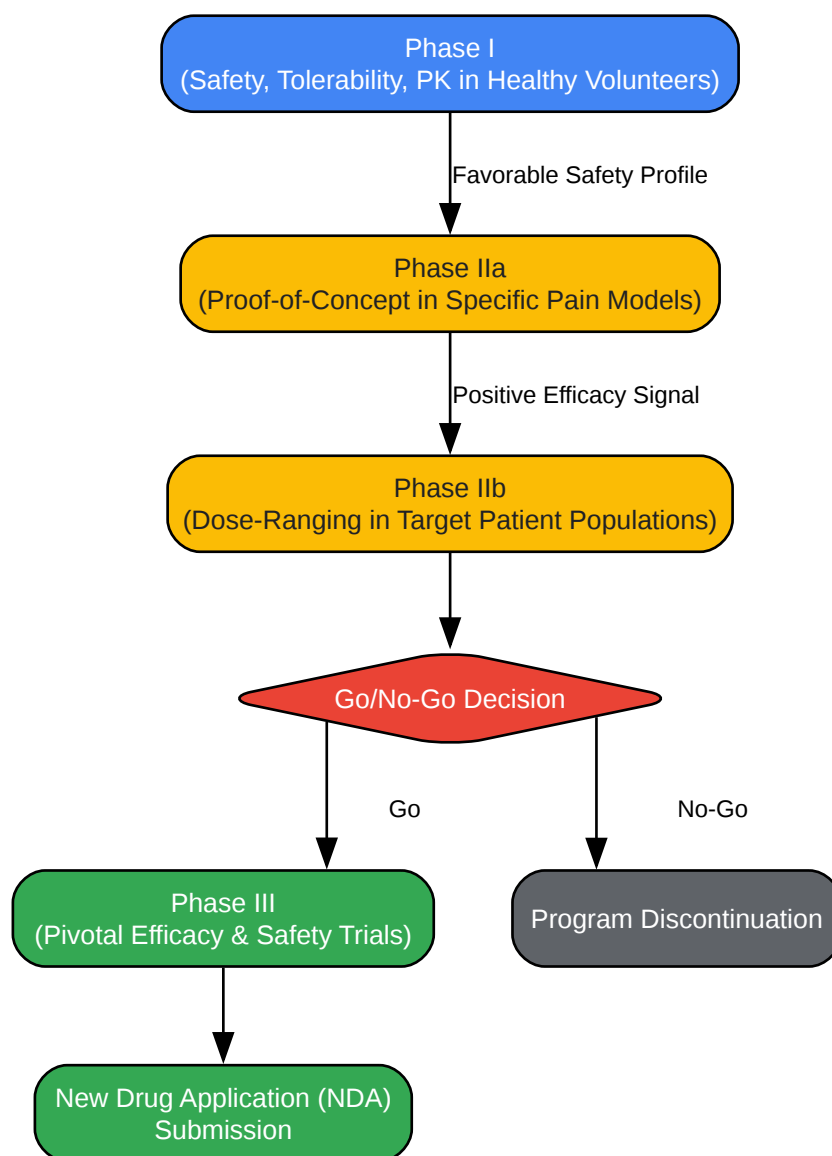 Phase I
(Safety, Tolerability, PK in Healthy Volunteers)
Favorable Safety Profile
Phase IIa
(Proof-of-Concept in Specific Pain Models)
Positive Efficacy Signal
Phase IIb
(Dose-Ranging in Target Patient Populations)
Go/No-Go Decision
Go
No-Go
Phase III
(Pivotal Efficacy & Safety Trials)
Program Discontinuation
New Drug Application (NDA)
Submission